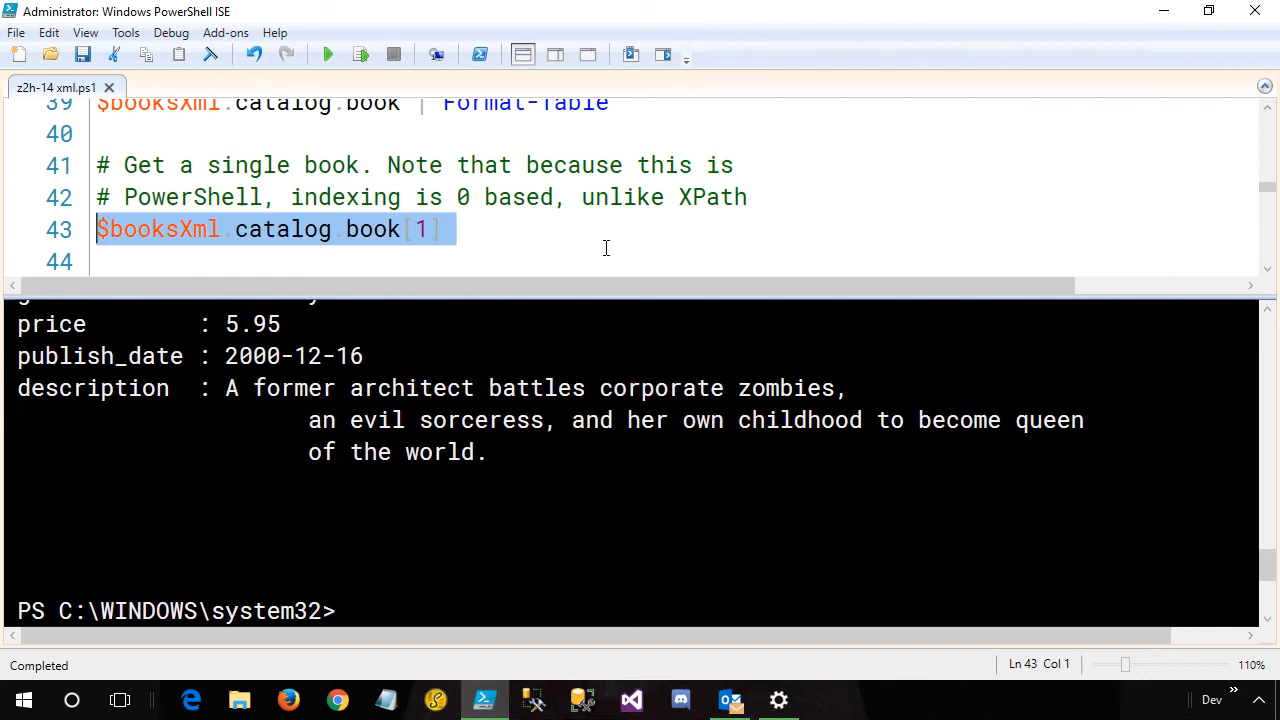 Administrator: Windows PowerShell ISE
File Edit View Tools Debug Add-ons Help
z2h-14 xml.ps1
39 $booksXml.catalog.book | Format-Table
40
41 # Get a single book. Note that because this is
42 # PowerShell, indexing is 0 based, unlike XPath
43 $booksXml.catalog.book[1]
44
price : 5.95
publish_date : 2000-12-16
description : A former architect battles corporate zombies,
an evil sorceress, and her own childhood to become queen
of the world.
PS C:\WINDOWS\system32>
Completed
Ln 43 Col 1
110%
Dev